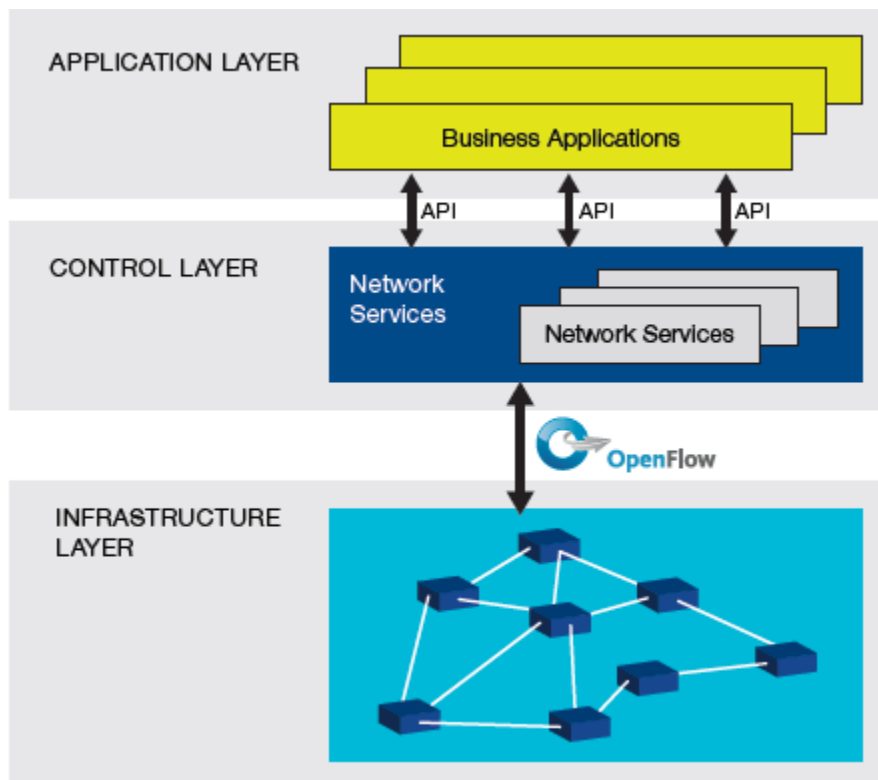 APPLICATION LAYER
Business Applications
API
API
API
CONTROL LAYER
Network
Services
Network Services
OpenFlow
INFRASTRUCTURE
LAYER